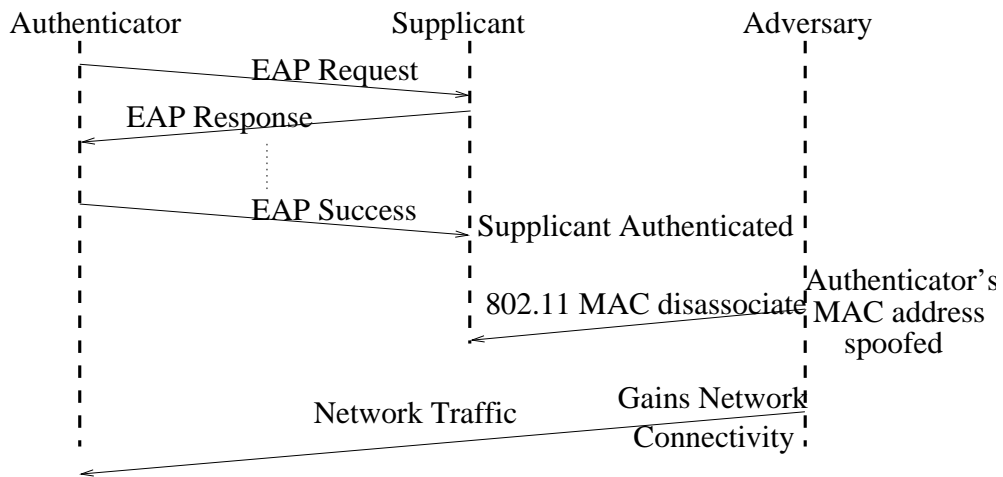 Authenticator
Supplicant
Adversary
EAP Request
EAP Response
EAP Success
Supplicant Authenticated
802.11 MAC disassociate
Authenticator's
MAC address
spoofed
Network Traffic
Gains Network
Connectivity